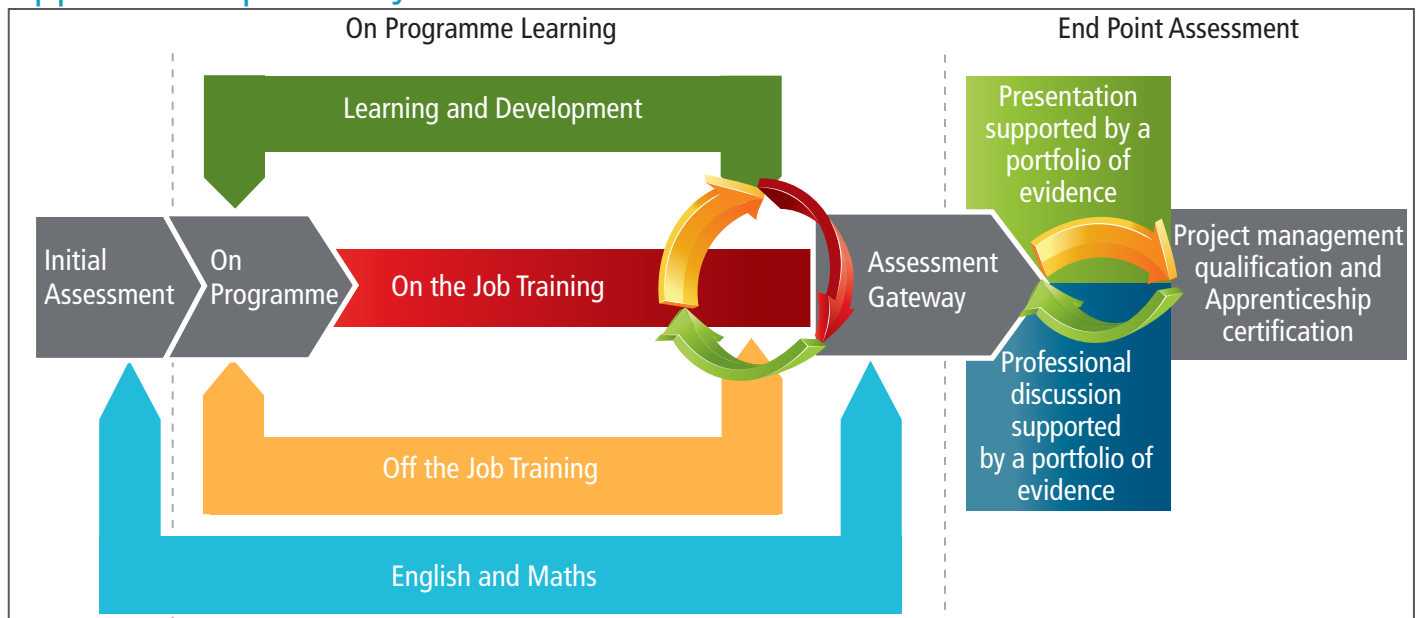 On Programme Learning
End Point Assessment
Learning and Development
Presentation
supported by a
portfolio of
evidence
Initial
Assessment
On
Programme
On the Job Training
Assessment
Gateway
Project management
qualification and
Apprenticeship
certification
Professional
discussion
supported
by a portfolio of
evidence
Off the Job Training
English and Maths